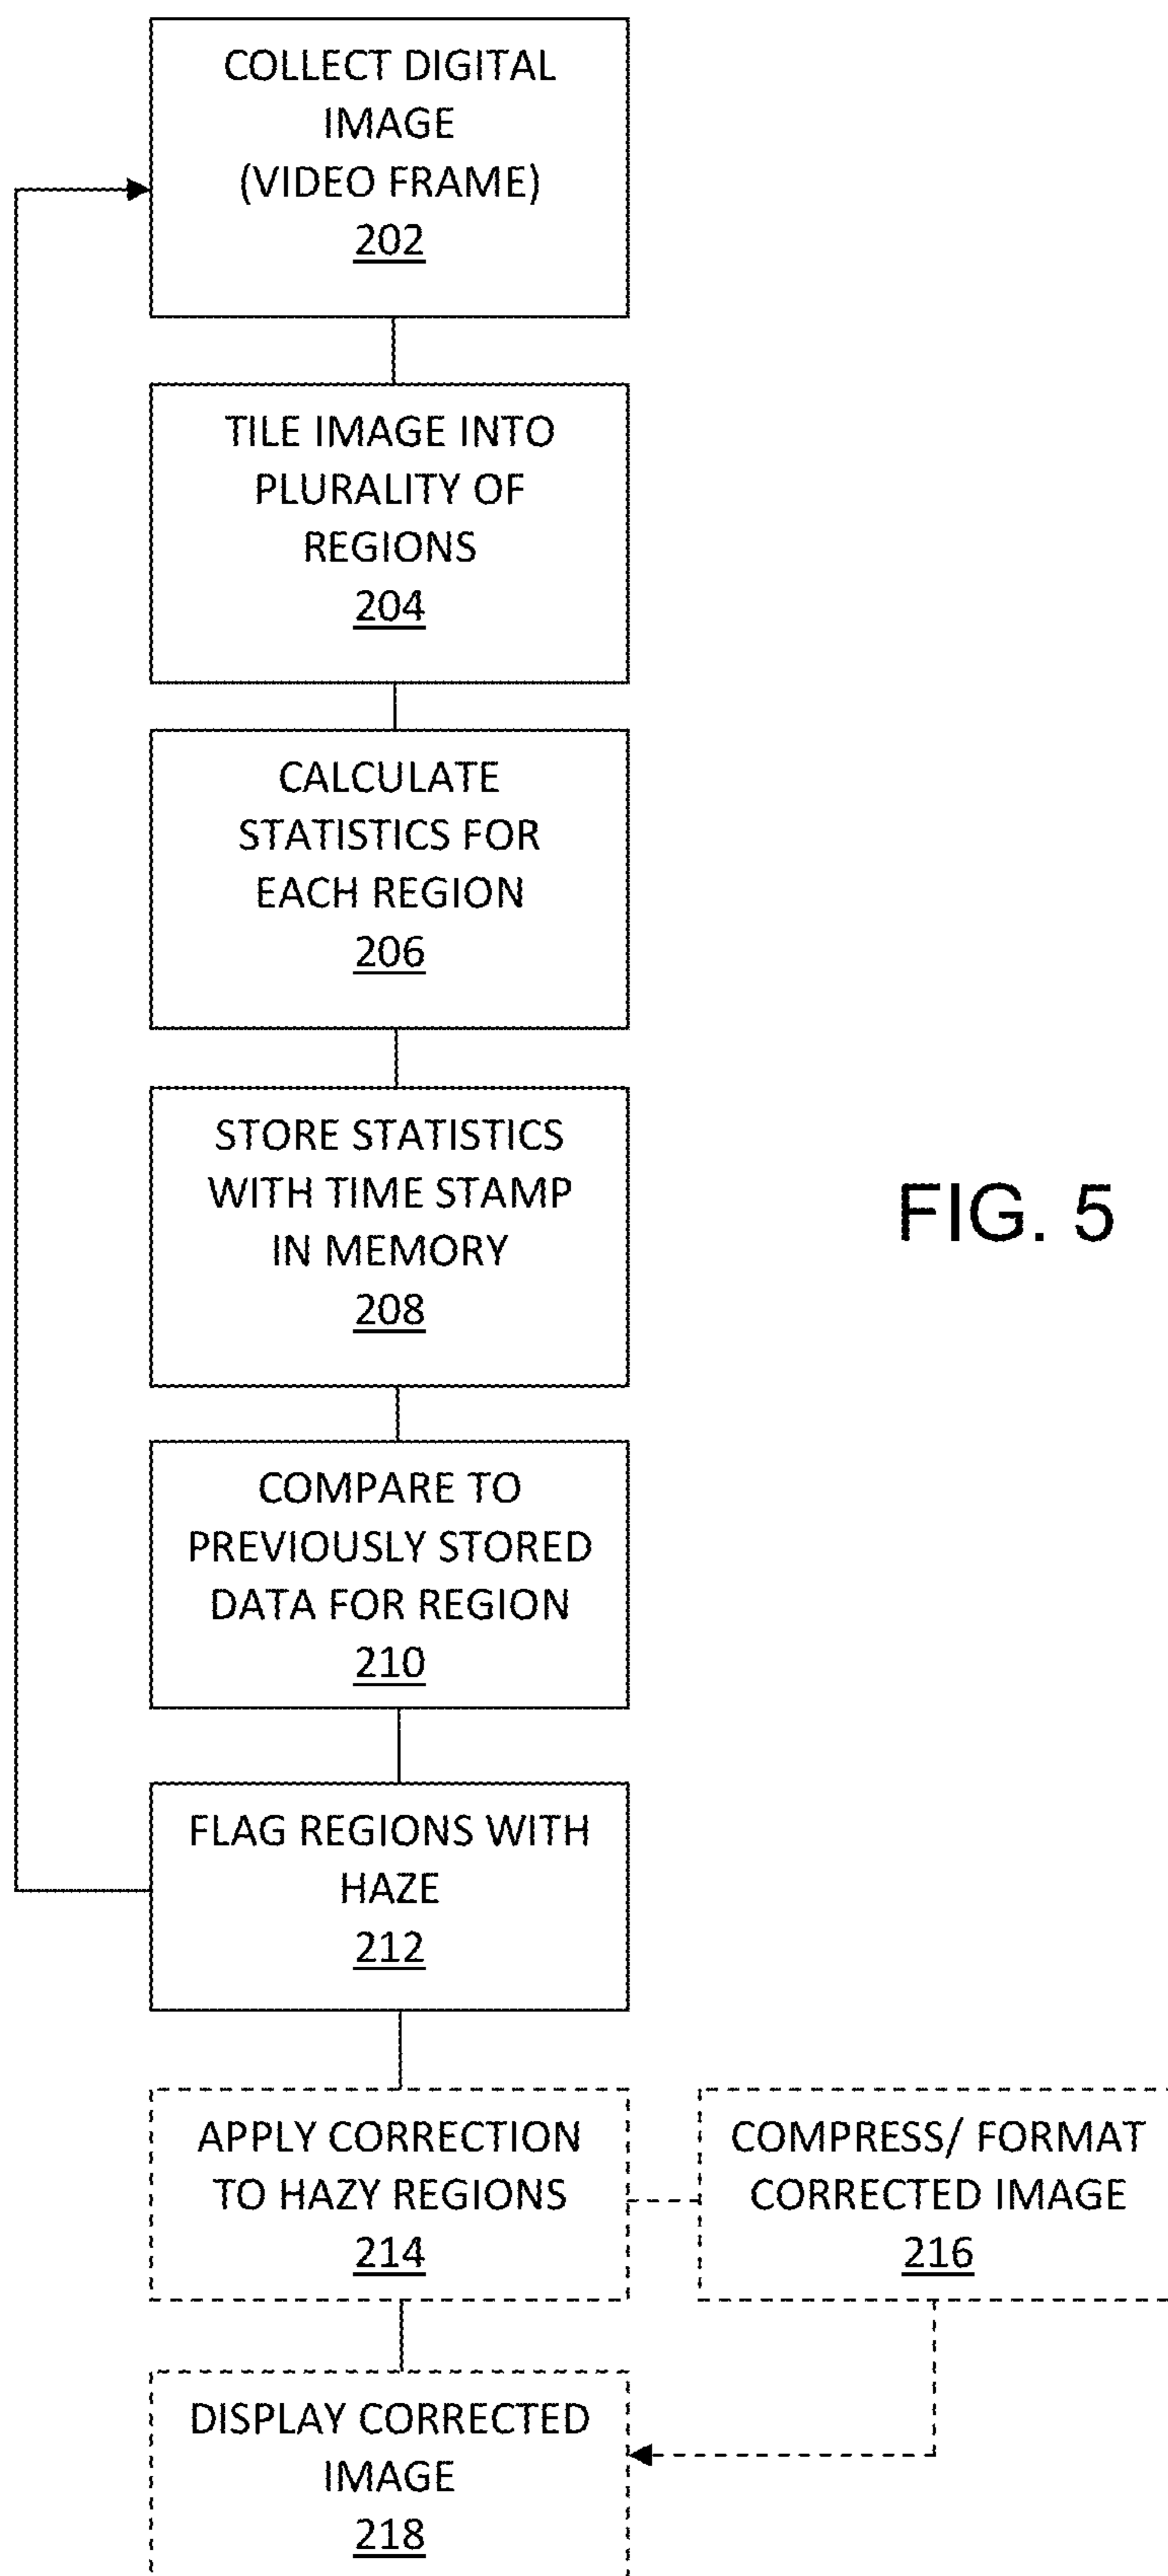 COLLECT DIGITAL
IMAGE
(VIDEO FRAME)
202
TILE IMAGE INTO
PLURALITY OF
REGIONS
204
CALCULATE
STATISTICS FOR
EACH REGION
206
STORE STATISTICS
WITH TIME STAMP
IN MEMORY
208
FIG. 5
COMPARE TO
PREVIOUSLY STORED
DATA FOR REGION
210
FLAG REGIONS WITH
HAZE
212
APPLY CORRECTION
TO HAZY REGIONS
214
COMPRESS/ FORMAT
CORRECTED IMAGE
216
DISPLAY CORRECTED
IMAGE
218